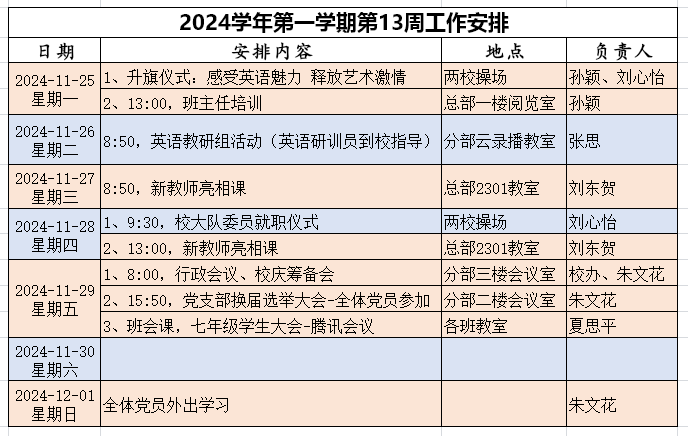 2024学年第一学期第13周工作安排
日期 安排内容 地点 负责人
2024-11-25 星期一 1、升旗仪式：感受英语魅力 释放艺术激情 两校操场 孙颖、刘心怡
2、13:00，班主任培训 总部一楼阅览室 孙颖
2024-11-26 星期二 8:50，英语教研组活动（英语研训员到校指导） 分部云录播教室 张思
2024-11-27 星期三 8:50，新教师亮相课 总部2301教室 刘东贺
2024-11-28 星期四 1、9:30，校大队委员就职仪式 两校操场 刘心怡
2、13:00，新教师亮相课 总部2301教室 刘东贺
2024-11-29 星期五 1、8:00，行政会议、校庆筹备会 分部三楼会议室 校办、朱文花
2、15:50，党支部换届选举大会-全体党员参加 分部二楼会议室 朱文花
3、班会课，七年级学生大会-腾讯会议 各班教室 夏思平
2024-11-30 星期六
2024-12-01 星期日 全体党员外出学习 朱文花